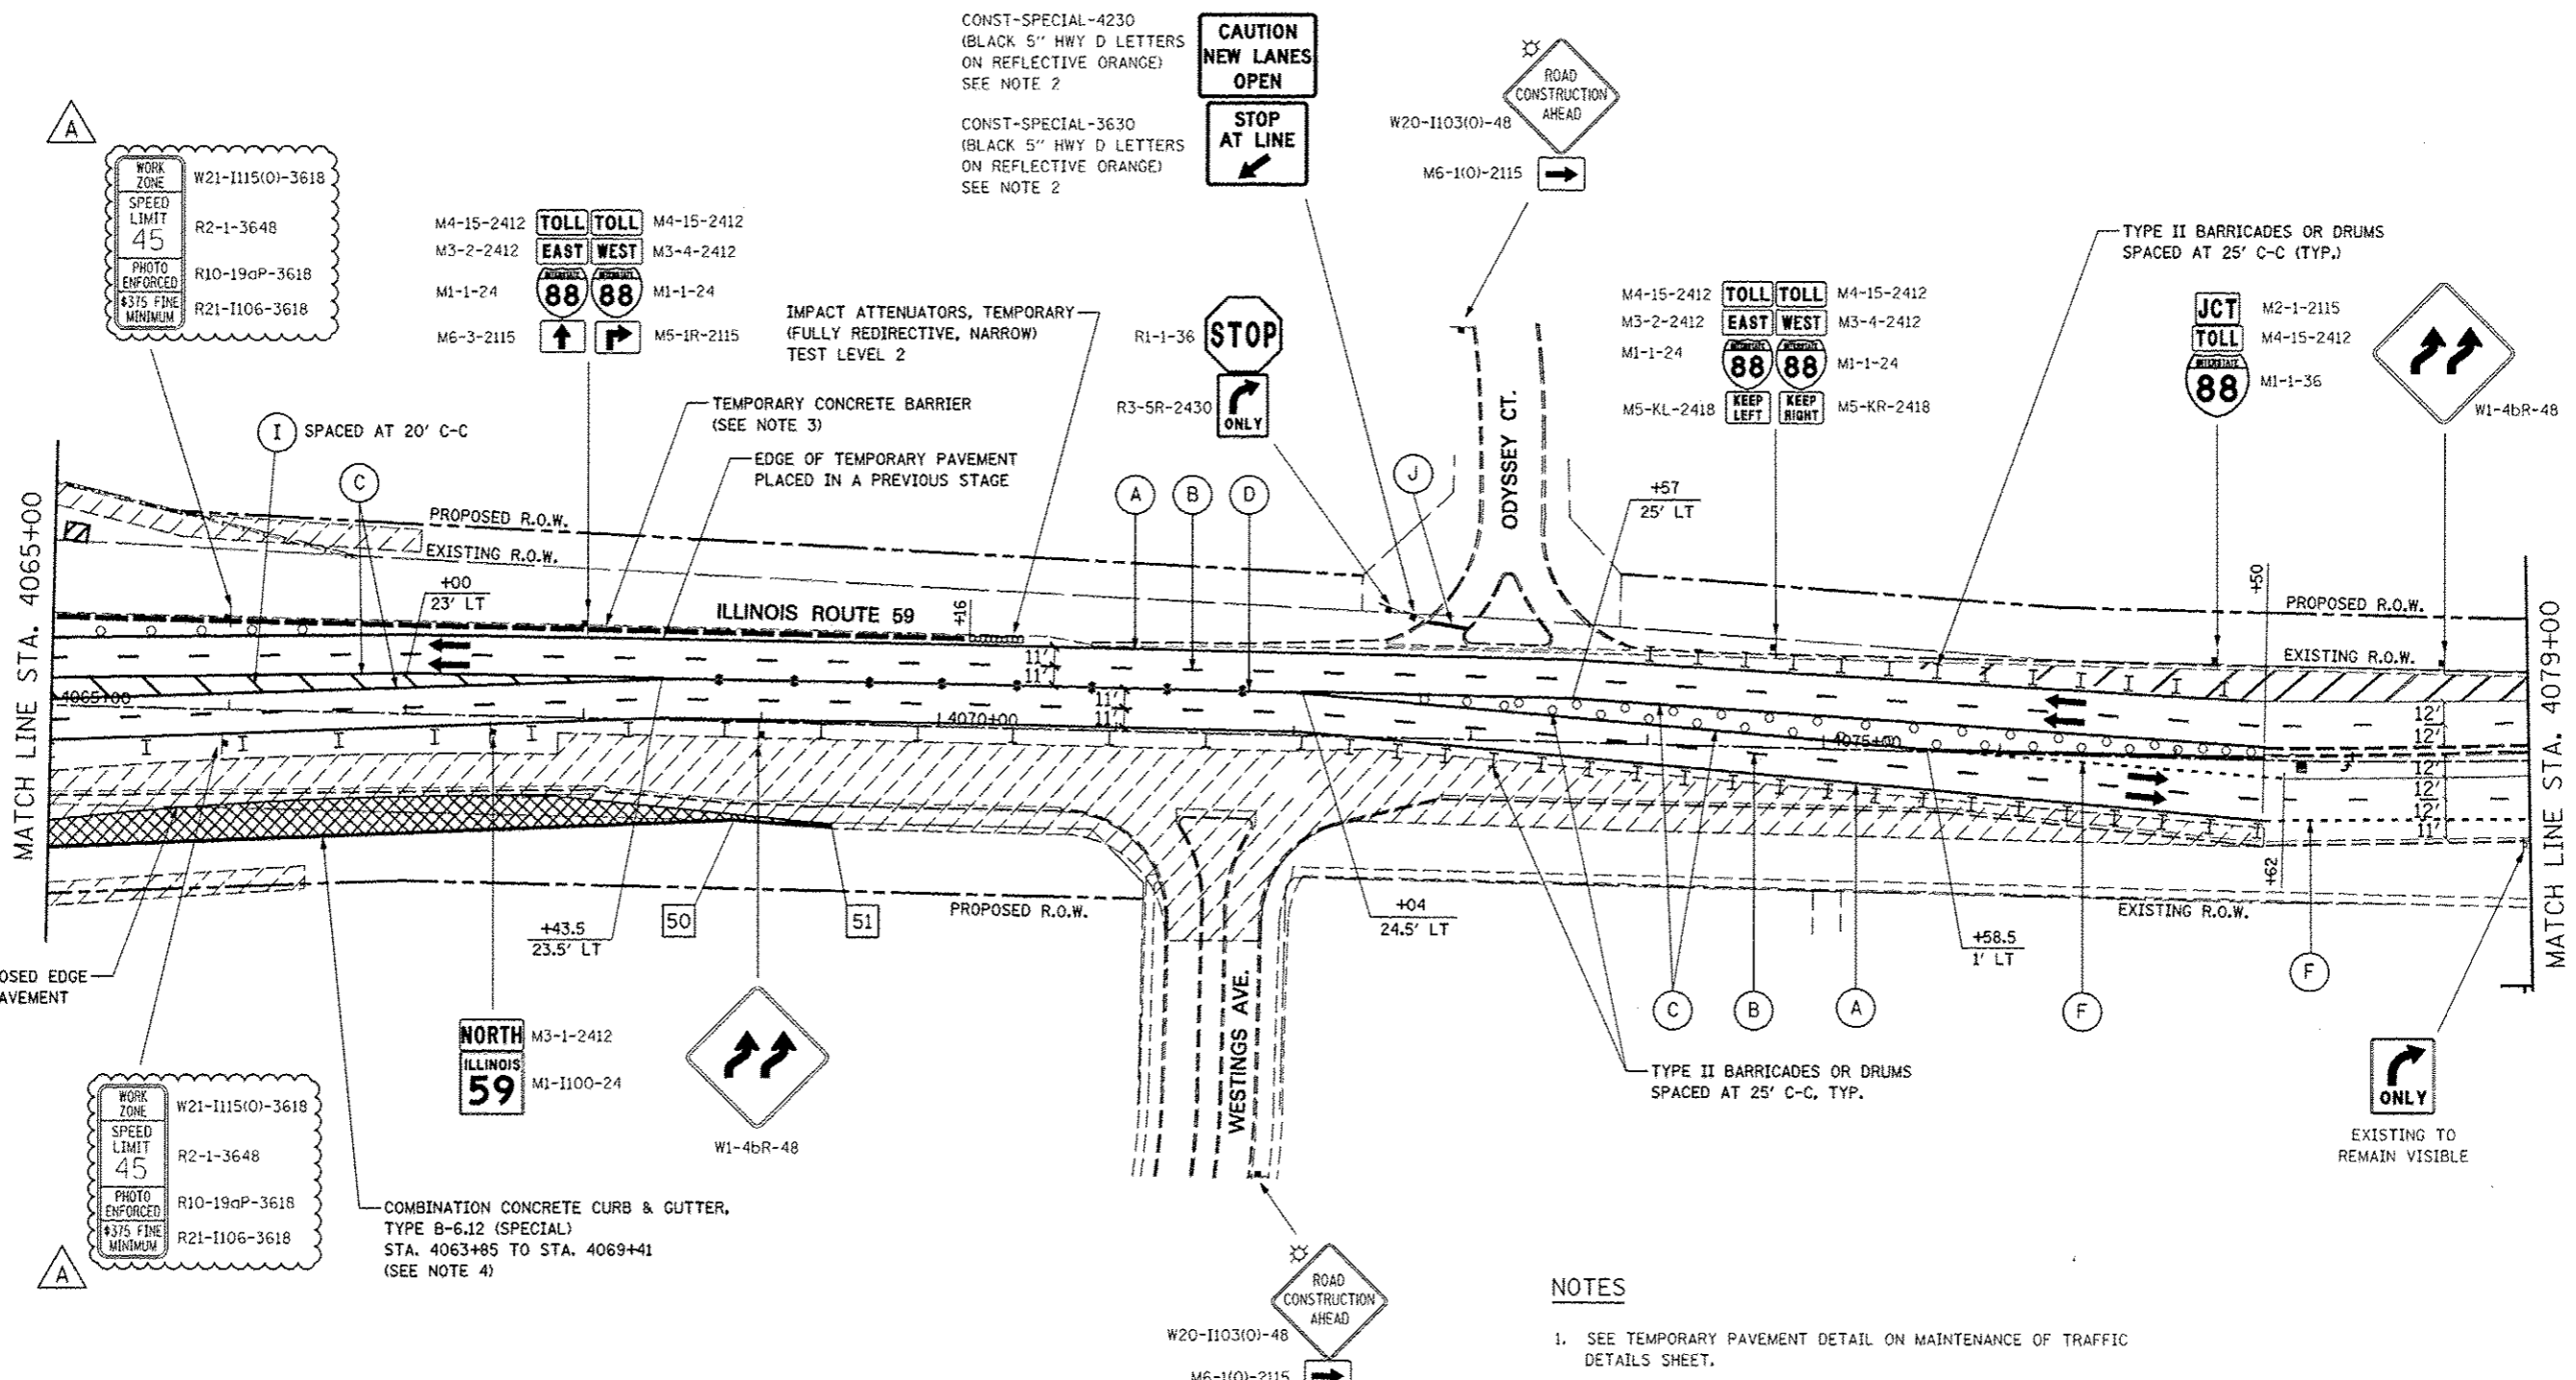 CONST-SPECIAL-4230
(BLACK 5" HWY D LETTERS
ON REFLECTIVE ORANGE)
SEE NOTE 2
CAUTION
NEW LANES
OPEN
CONST-SPECIAL-3630
(BLACK 5" HWY D LETTERS
ON REFLECTIVE ORANGE)
SEE NOTE 2
STOP
AT LINE
ROAD
CONSTRUCTION
AHEAD
W20-I103(O)-48
M6-1(O)-2115
A
WORK
ZONE
W21-I115(O)-3618
SPEED
LIMIT
45
R2-1-3648
PHOTO
ENFORCED
R10-19aP-3618
$375 FINE
MINIMUM
R21-I106-3618
M4-15-2412 TOLL TOLL M4-15-2412
M3-2-2412 EAST WEST M3-4-2412
M1-1-24 INTERSTATE 88 INTERSTATE 88 M1-1-24
M6-3-2115 M5-1R-2115
IMPACT ATTENUATORS, TEMPORARY
(FULLY REDIRECTIVE, NARROW)
TEST LEVEL 2
TEMPORARY CONCRETE BARRIER
(SEE NOTE 3)
EDGE OF TEMPORARY PAVEMENT
PLACED IN A PREVIOUS STAGE
R1-1-36 STOP
R3-5R-2430
ONLY
M4-15-2412 TOLL TOLL M4-15-2412
M3-2-2412 EAST WEST M3-4-2412
M1-1-24 88 88 M1-1-24
M5-KL-2418 KEEP LEFT KEEP RIGHT M5-KR-2418
TYPE II BARRICADES OR DRUMS
SPACED AT 25' C-C (TYP.)
JCT M2-1-2115
TOLL M4-15-2412
INTERSTATE
88 M1-1-36
W1-4bR-48
I SPACED AT 20' C-C
C
A
B
D
J
ODYSSEY CT.
+57
25' LT
MATCH LINE STA. 4065+00
PROPOSED R.O.W.
EXISTING R.O.W.
+00
23' LT
ILLINOIS ROUTE 59
+16
11'
11'
11'
11'
4065+00
4070+00
4075+00
+50
PROPOSED R.O.W.
EXISTING R.O.W.
12'
12'
12'
12'
12'
11'
+62
MATCH LINE STA. 4079+00
PROPOSED R.O.W.
EXISTING R.O.W.
+43.5
23.5' LT
50
51
+04
24.5' LT
+58.5
1' LT
C
B
A
F
F
OSED EDGE
AVEMENT
NORTH M3-1-2412
ILLINOIS
59 M1-I100-24
W1-4bR-48
WESTINGS AVE.
TYPE II BARRICADES OR DRUMS
SPACED AT 25' C-C, TYP.
ONLY
EXISTING TO
REMAIN VISIBLE
WORK
ZONE
W21-I115(O)-3618
SPEED
LIMIT
45
R2-1-3648
PHOTO
ENFORCED
R10-19aP-3618
$375 FINE
MINIMUM
R21-I106-3618
A
COMBINATION CONCRETE CURB & GUTTER,
TYPE B-6.12 (SPECIAL)
STA. 4063+85 TO STA. 4069+41
(SEE NOTE 4)
ROAD
CONSTRUCTION
AHEAD
W20-I103(O)-48
M6-1(O)-2115
NOTES
1. SEE TEMPORARY PAVEMENT DETAIL ON MAINTENANCE OF TRAFFIC
DETAILS SHEET.